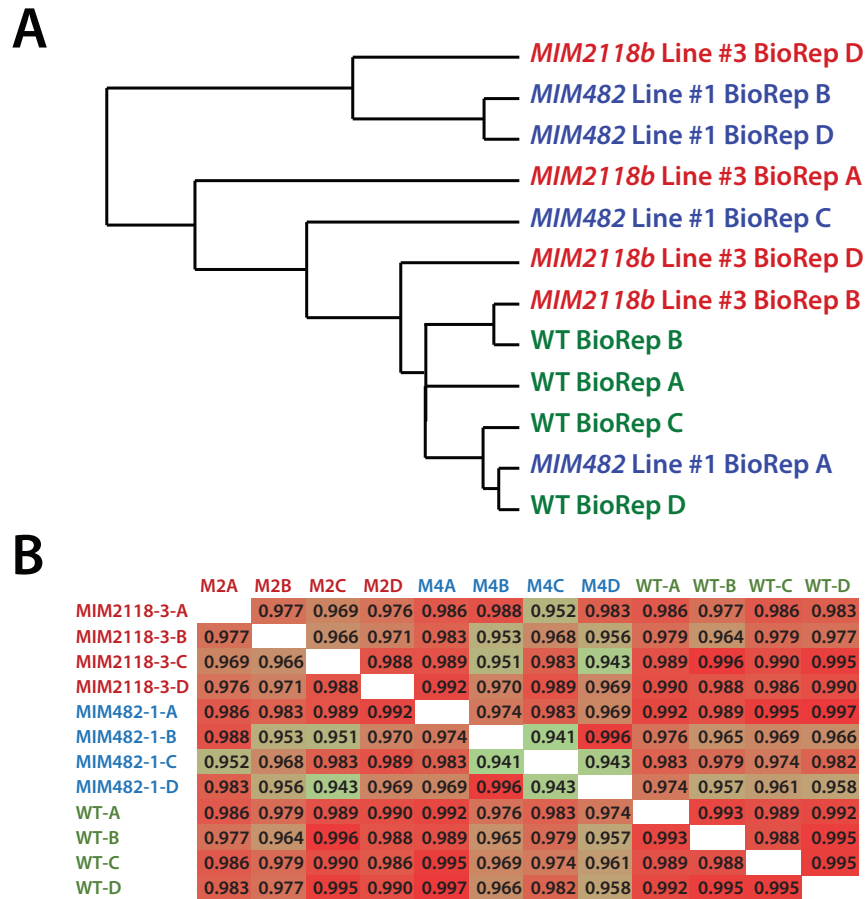 A
MIM2118b Line #3 BioRep D
MIM482 Line #1 BioRep B
MIM482 Line #1 BioRep D
MIM2118b Line #3 BioRep A
MIM482 Line #1 BioRep C
MIM2118b Line #3 BioRep D
MIM2118b Line #3 BioRep B
WT BioRep B
WT BioRep A
WT BioRep C
MIM482 Line #1 BioRep A
WT BioRep D
B
M2A M2B M2C M2D M4A M4B M4C M4D WT-A WT-B WT-C WT-D
MIM2118-3-A 0.977 0.969 0.976 0.986 0.988 0.952 0.983 0.986 0.977 0.986 0.983
MIM2118-3-B 0.977 0.966 0.971 0.983 0.953 0.968 0.956 0.979 0.964 0.979 0.977
MIM2118-3-C 0.969 0.966 0.988 0.989 0.951 0.983 0.943 0.989 0.996 0.990 0.995
MIM2118-3-D 0.976 0.971 0.988 0.992 0.970 0.989 0.969 0.990 0.988 0.986 0.990
MIM482-1-A 0.986 0.983 0.989 0.992 0.974 0.983 0.969 0.992 0.989 0.995 0.997
MIM482-1-B 0.988 0.953 0.951 0.970 0.974 0.941 0.996 0.976 0.965 0.969 0.966
MIM482-1-C 0.952 0.968 0.983 0.989 0.983 0.941 0.943 0.983 0.979 0.974 0.982
MIM482-1-D 0.983 0.956 0.943 0.969 0.969 0.996 0.943 0.974 0.957 0.961 0.958
WT-A 0.986 0.979 0.989 0.990 0.992 0.976 0.983 0.974 0.993 0.989 0.992
WT-B 0.977 0.964 0.996 0.988 0.989 0.965 0.979 0.957 0.993 0.988 0.995
WT-C 0.986 0.979 0.990 0.986 0.995 0.969 0.974 0.961 0.989 0.988 0.995
WT-D 0.983 0.977 0.995 0.990 0.997 0.966 0.982 0.958 0.992 0.995 0.995